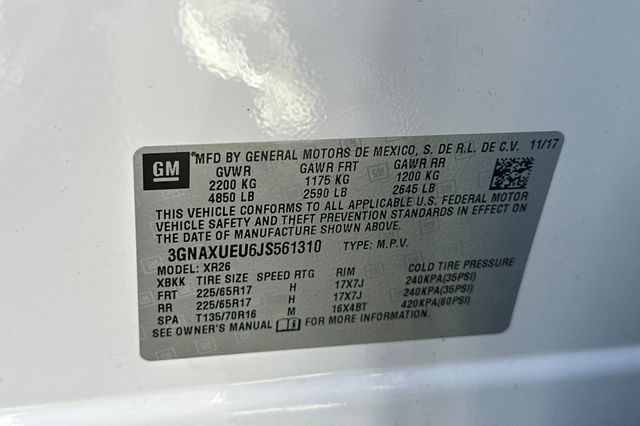 GM ®MFD BY GENERAL MOTORS DE MEXICO, S. DE R.L. DE C.V. 11/17
GVWR GAWR FRT GAWR RR
2200 KG 1175 KG 1200 KG
4850 LB 2590 LB 2645 LB
THIS VEHICLE CONFORMS TO ALL APPLICABLE U.S. FEDERAL MOTOR
VEHICLE SAFETY AND THEFT PREVENTION STANDARDS IN EFFECT ON
THE DATE OF MANUFACTURE SHOWN ABOVE.
3GNAXUEU6JS561310 TYPE: M.P.V.
MODEL: XR26
XBKK TIRE SIZE SPEED RTG RIM COLD TIRE PRESSURE
FRT 225/65R17 H 17X7J 240KPA(35PSI)
RR 225/65R17 H 17X7J 240KPA(35PSI)
SPA T135/70R16 M 16X4BT 420KPA(60PSI)
SEE OWNER'S MANUAL FOR MORE INFORMATION.